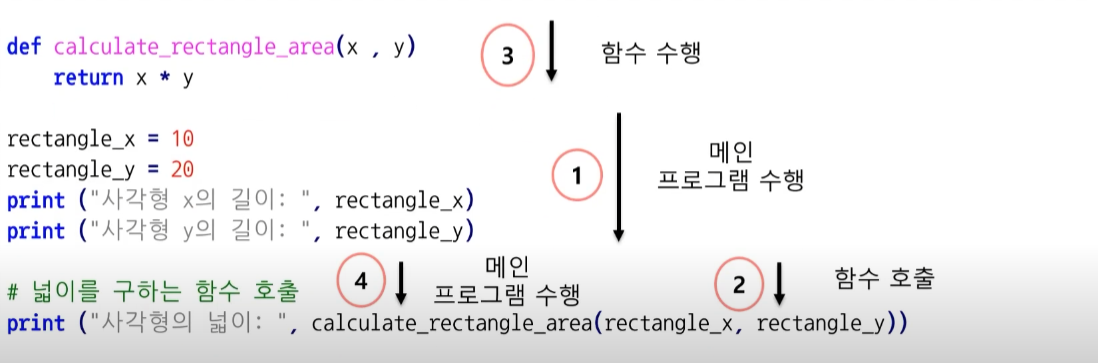 def calculate_rectangle_area(x , y)
return x * y
3
함수 수행
rectangle_x = 10
rectangle_y = 20
print ("사각형 x의 길이: ", rectangle_x)
print ("사각형 y의 길이: ", rectangle_y)
1
메인
프로그램 수행
# 넓이를 구하는 함수 호출
4
메인
프로그램 수행
2
함수 호출
print ("사각형의 넓이: ", calculate_rectangle_area(rectangle_x, rectangle_y))